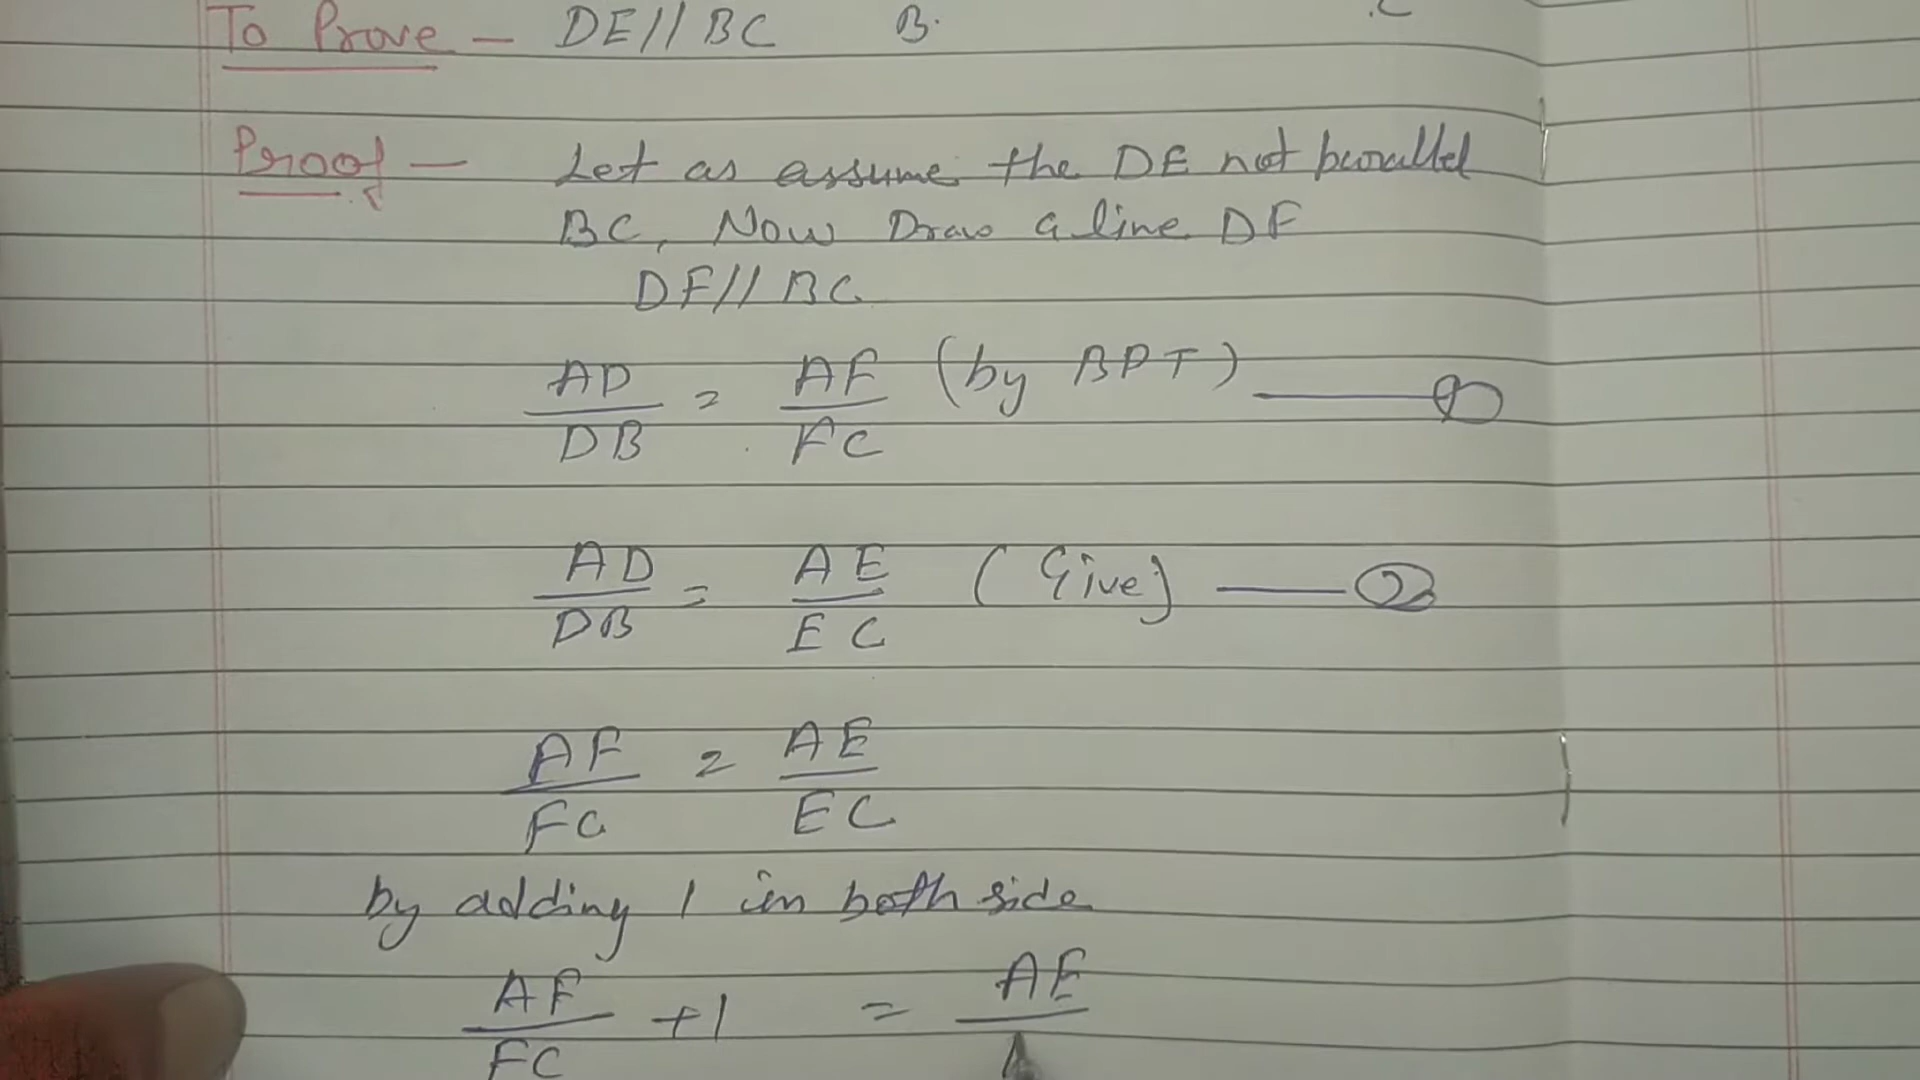 To Prove - DE // BC B. .C
Proof - Let as assume the DE not parallel
BC, Now Draw a line DF
DF // BC
AD/DB = AF/FC (by BPT) — 1
AD/DB = AE/EC (Give) — 2
AF/FC = AE/EC
by adding 1 in both side
AF/FC +1 = AE